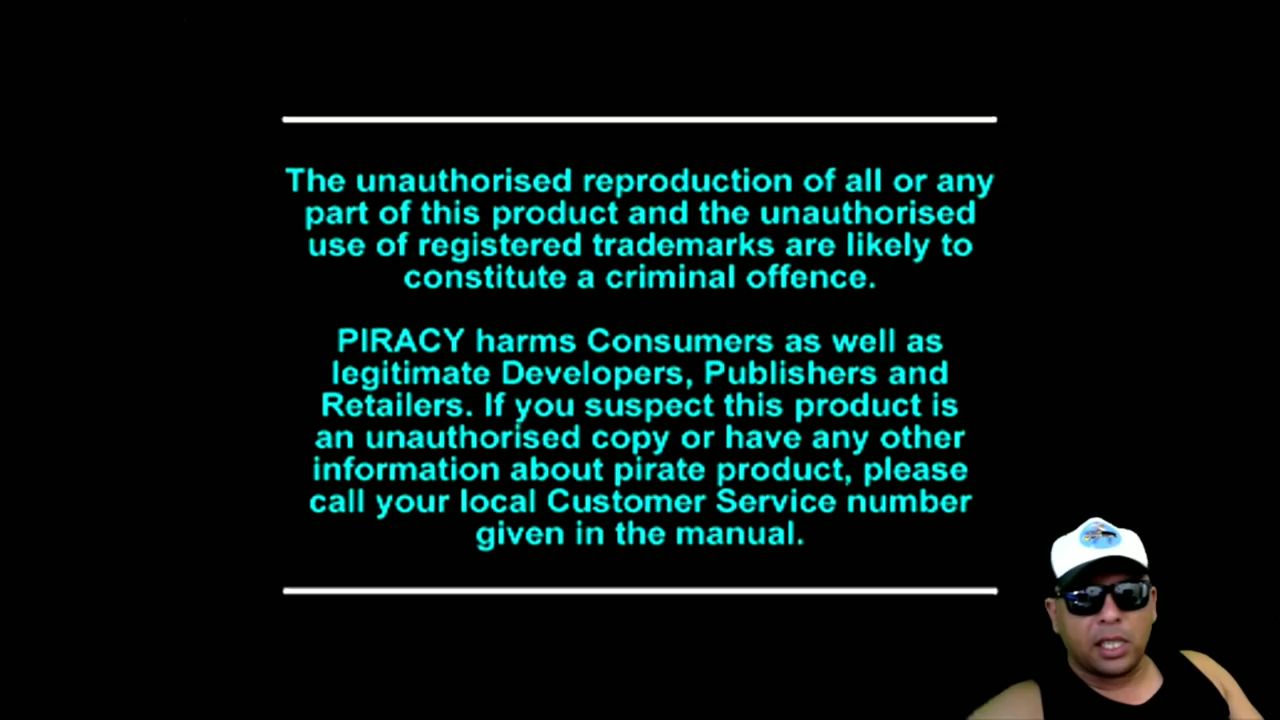 The unauthorised reproduction of all or any
part of this product and the unauthorised
use of registered trademarks are likely to
constitute a criminal offence.
PIRACY harms Consumers as well as
legitimate Developers, Publishers and
Retailers. If you suspect this product is
an unauthorised copy or have any other
information about pirate product, please
call your local Customer Service number
given in the manual.